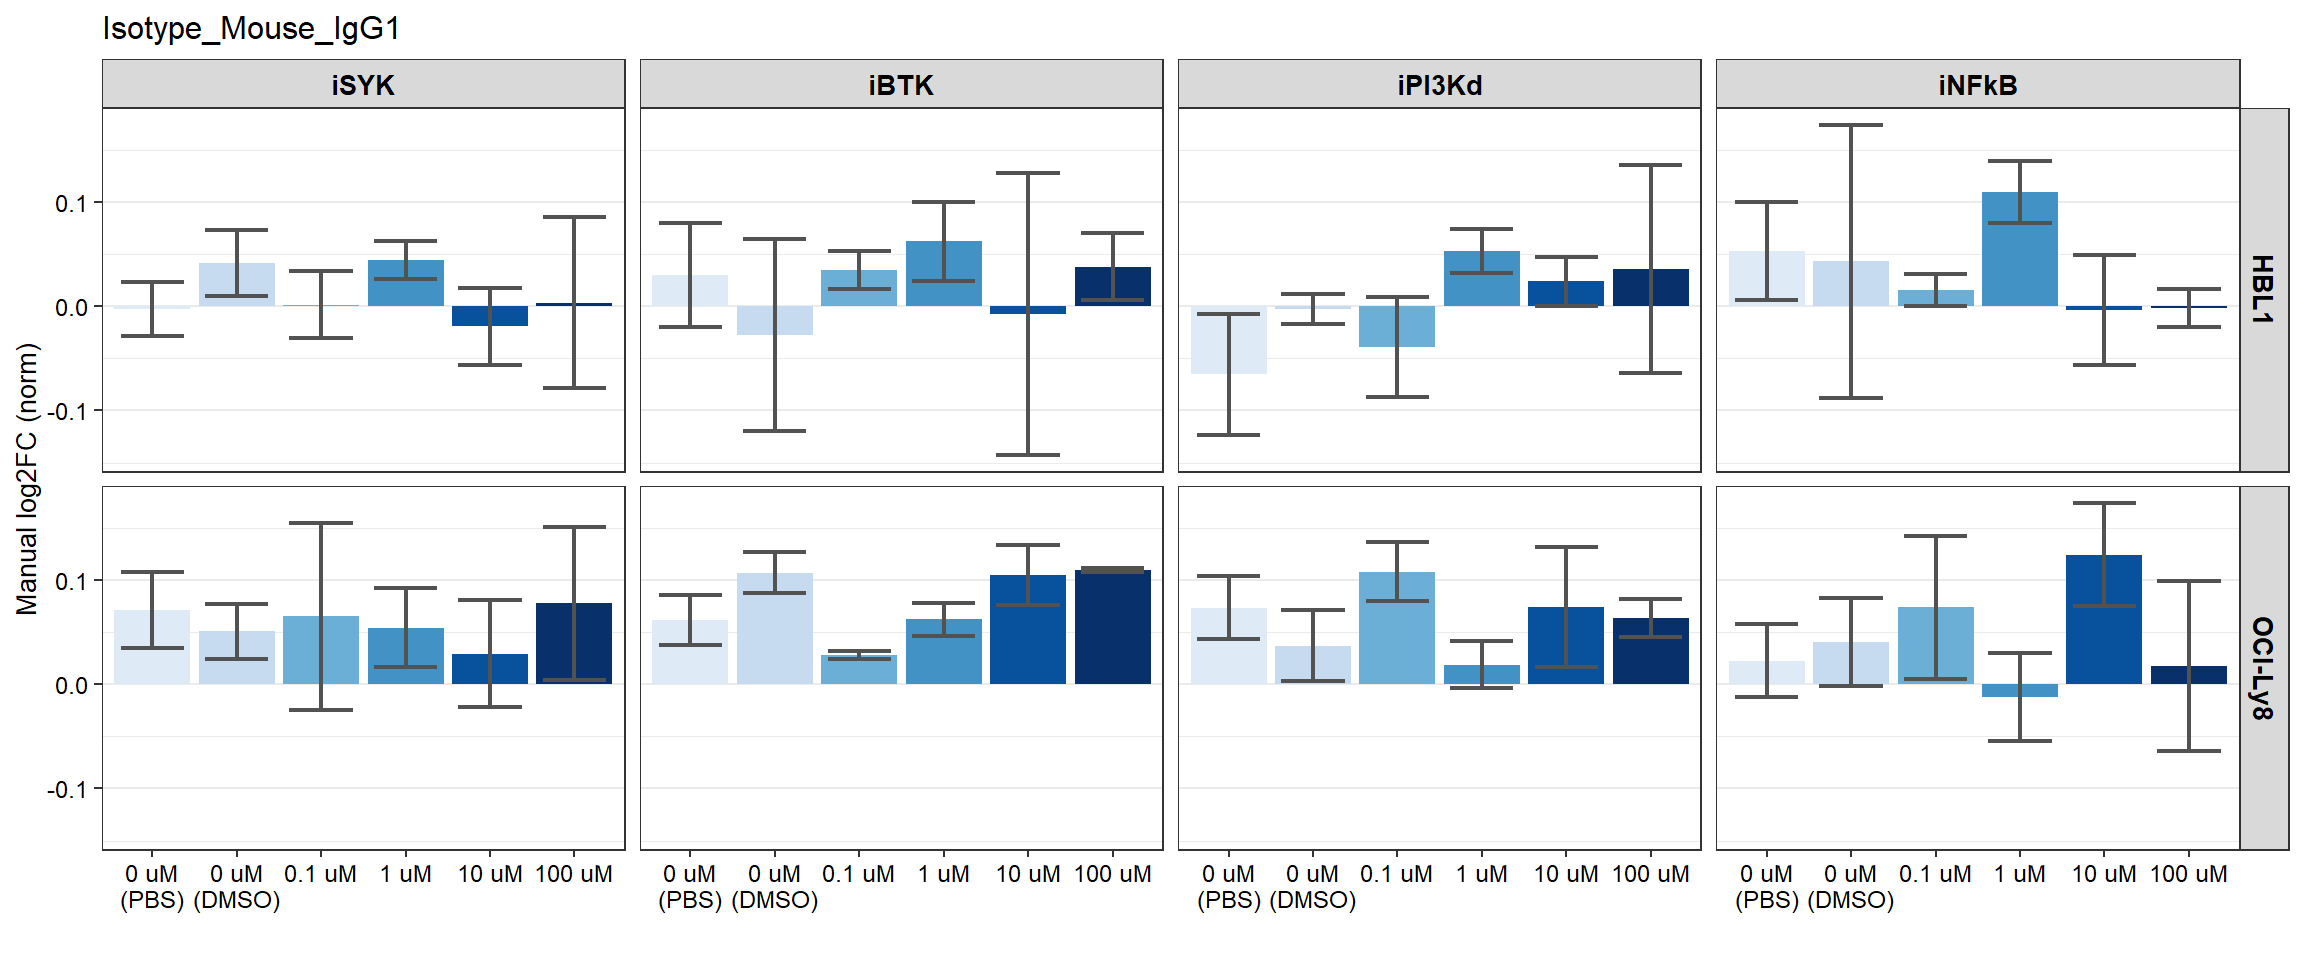 Isotype_Mouse_IgG1
iSYK
iBTK
iPI3Kd
iNFkB
Manual log2FC (norm)
0.1
0.0
-0.1
HBL1
0.1
0.0
-0.1
OCI-Ly8
0 uM (PBS)
0 uM (DMSO)
0.1 uM
1 uM
10 uM
100 uM
0 uM (PBS)
0 uM (DMSO)
0.1 uM
1 uM
10 uM
100 uM
0 uM (PBS)
0 uM (DMSO)
0.1 uM
1 uM
10 uM
100 uM
0 uM (PBS)
0 uM (DMSO)
0.1 uM
1 uM
10 uM
100 uM